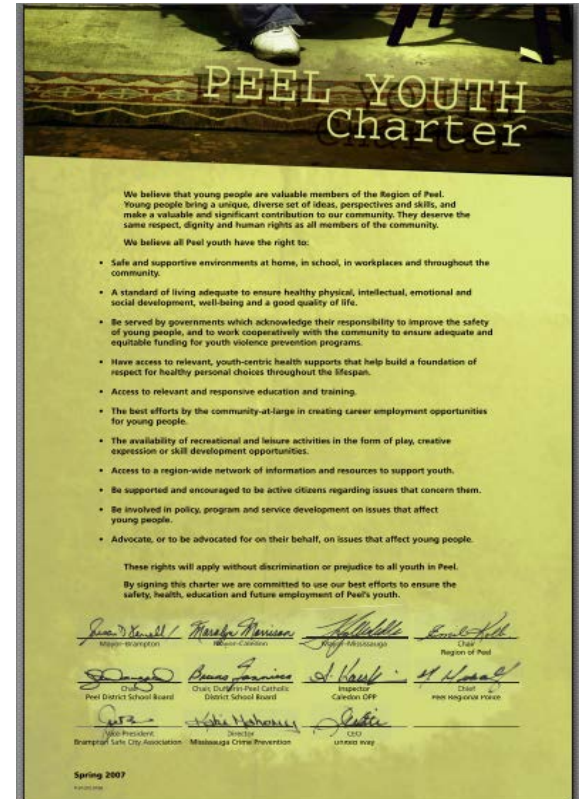 PEEL YOUTH
Charter
We believe that young people are valuable members of the Region of Peel.
Young people bring a unique, diverse set of ideas, perspectives and skills, and
make a valuable and significant contribution to our community. They deserve the
same respect, dignity and human rights as all members of the community.
We believe all Peel youth have the right to:
• Safe and supportive environments at home, in school, in workplaces and throughout the
community.
• A standard of living adequate to ensure healthy physical, intellectual, emotional and
social development, well-being and a good quality of life.
• Be served by governments which acknowledge their responsibility to improve the safety
of young people, and to work cooperatively with the community to ensure adequate and
equitable funding for youth violence prevention programs.
• Have access to relevant, youth-centric health supports that help build a foundation of
respect for healthy personal choices throughout the lifespan.
• Access to relevant and responsive education and training.
• The best efforts by the community-at-large in creating career employment opportunities
for young people.
• The availability of recreational and leisure activities in the form of play, creative
expression or skill development opportunities.
• Access to a region-wide network of information and resources to support youth.
• Be supported and encouraged to be active citizens regarding issues that concern them.
• Be involved in policy, program and service development on issues that affect
young people.
• Advocate, or to be advocated for on their behalf, on issues that affect young people.
These rights will apply without discrimination or prejudice to all youth in Peel.
By signing this charter we are committed to use our best efforts to ensure the
safety, health, education and future employment of Peel's youth.
Marolyn Morrison
Mayor-Brampton Mayor-Caledon Mayor-Mississauga Chair
Region of Peel
Chair Chair, Dufferin-Peel Catholic Inspector Chief
Peel District School Board District School Board Caledon OPP Peel Regional Police
Katie Mahoney
Vice-President Director CEO
Brampton Safe City Association Mississauga Crime Prevention United Way
Spring 2007